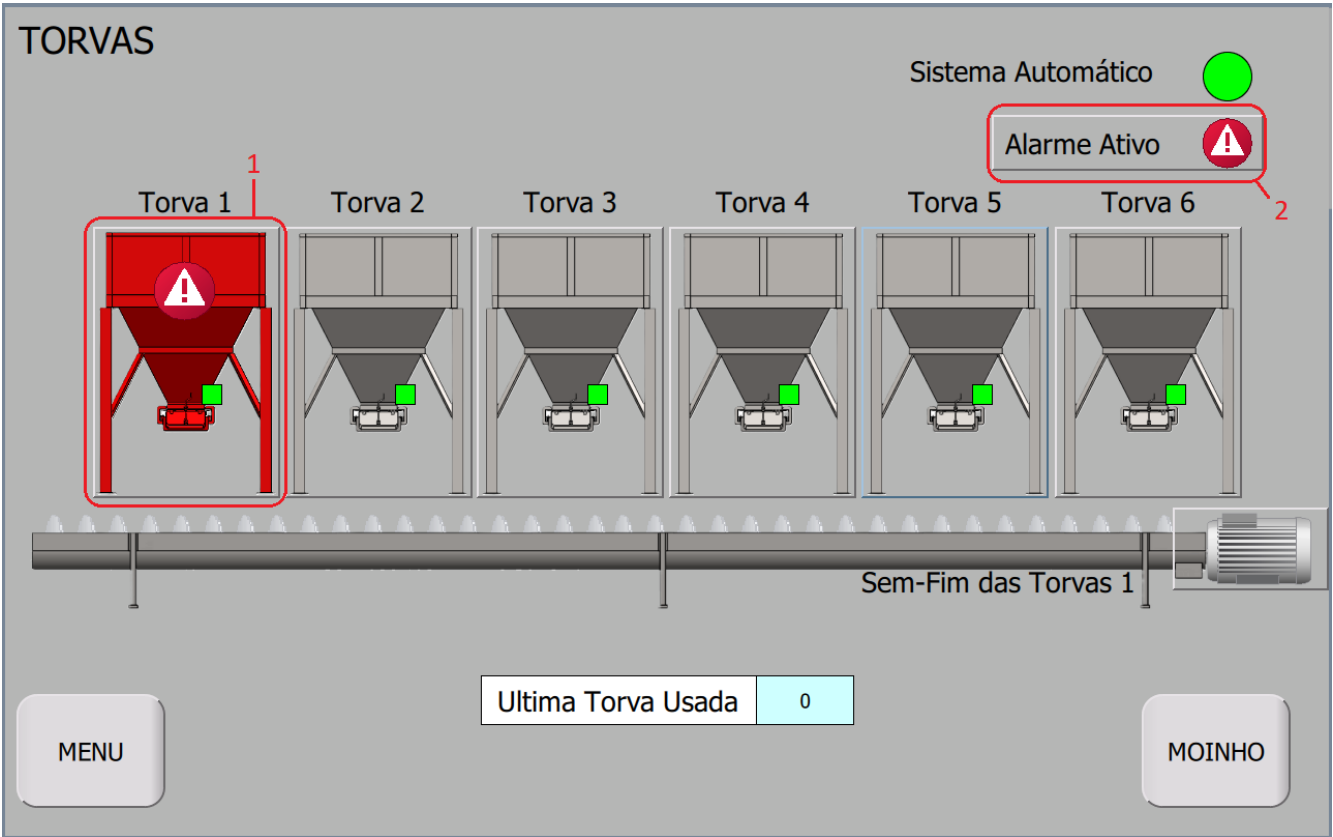 TORVAS
Sistema Automático
Alarme Ativo
1
2
Torva 1
Torva 2
Torva 3
Torva 4
Torva 5
Torva 6
Sem-Fim das Torvas 1
Ultima Torva Usada 0
MENU
MOINHO